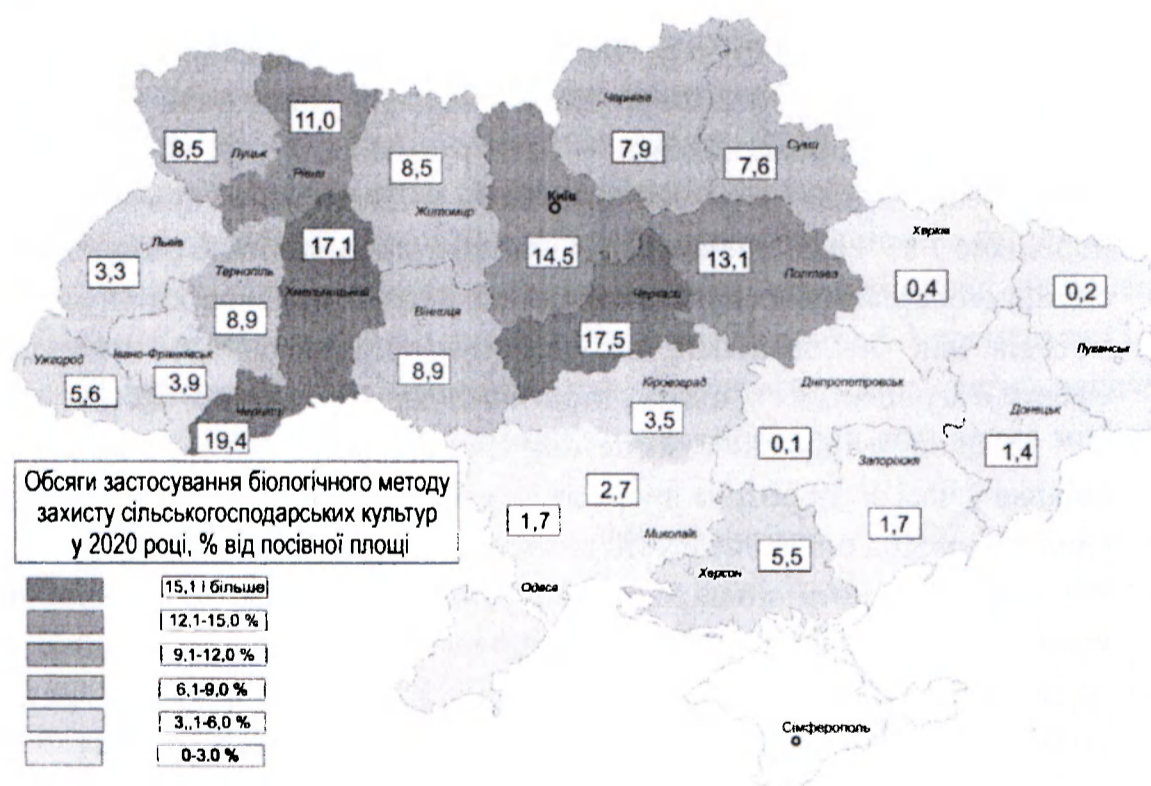 Чернігів
11,0
8,5
Луцьк
Рівне
8,5
7,9
7,6
Суми
Київ
Житомир
Львів
3,3
17,1
Тернопіль
Хмельницький
14,5
13,1
Полтава
Черкаси
Харків
0,4
0,2
Луганськ
8,9
Вінниця
8,9
17,5
Ужгород
5,6
Івано-Франківськ
3,9
Чернівці
19,4
Кіровоград
3,5
Дніпропетровськ
0,1
Донецьк
1,4
Запоріжжя
1,7
2,7
1,7
Миколаїв
5,5
Херсон
Одеса
Сімферополь
Обсяги застосування біологічного методу
захисту сільськогосподарських культур
у 2020 році, % від посівної площі
15,1 і більше
12,1-15,0 %
9,1-12,0 %
6,1-9,0 %
3,,1-6,0 %
0-3.0 %